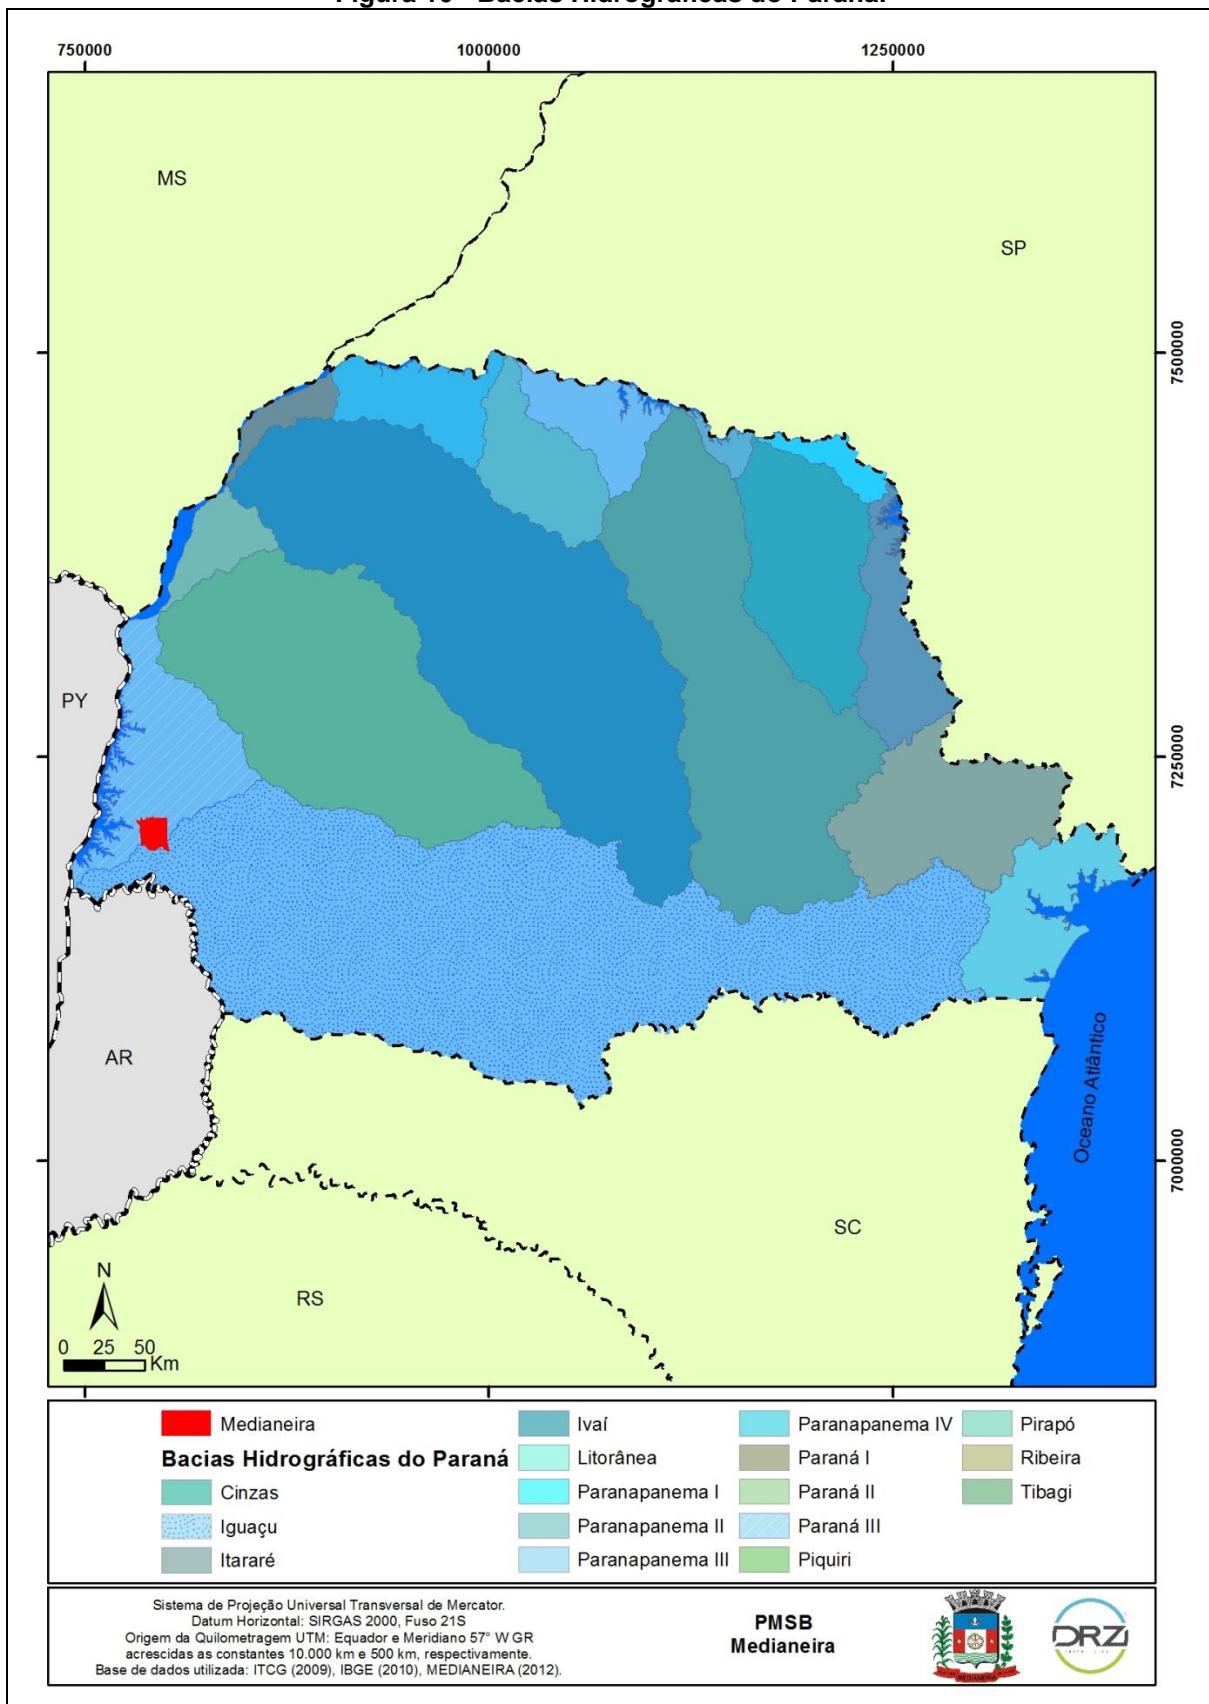 Figura 10 - Bacias Hidrográficas do Paraná.
750000
1000000
1250000
MS
SP
7500000
PY
7250000
AR
Oceano Atlântico
7000000
SC
N
RS
0 25 50
Km
Medianeira
Bacias Hidrográficas do Paraná
Cinzas
Iguaçu
Itararé
Ivaí
Litorânea
Paranapanema I
Paranapanema II
Paranapanema III
Paranapanema IV
Paraná I
Paraná II
Paraná III
Piquiri
Pirapó
Ribeira
Tibagi
Sistema de Projeção Universal Transversal de Mercator.
Datum Horizontal: SIRGAS 2000, Fuso 21S
Origem da Quilometragem UTM: Equador e Meridiano 57° W GR
acrescidas as constantes 10.000 km e 500 km, respectivamente.
Base de dados utilizada: ITCG (2009), IBGE (2010), MEDIANEIRA (2012).
PMSB
Medianeira
MEDIANEIRA
DRZ